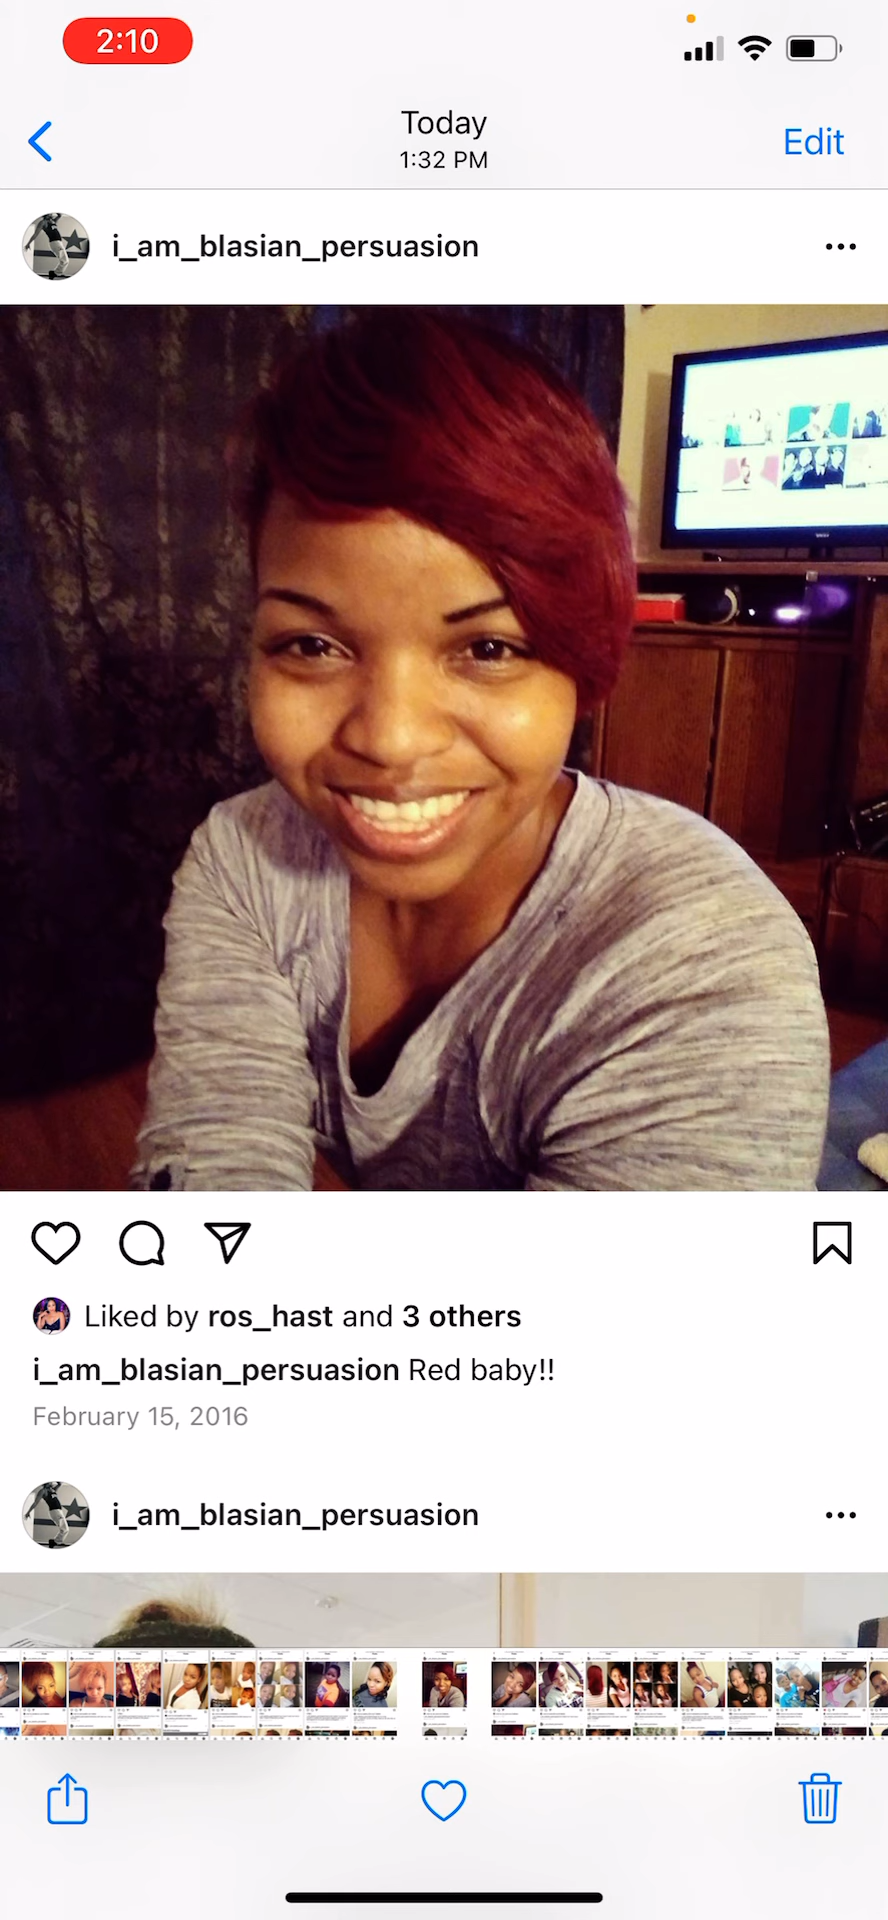 2:10
Today
1:32 PM
Edit
i_am_blasian_persuasion
Liked by ros_hast and 3 others
i_am_blasian_persuasion Red baby!!
February 15, 2016
i_am_blasian_persuasion